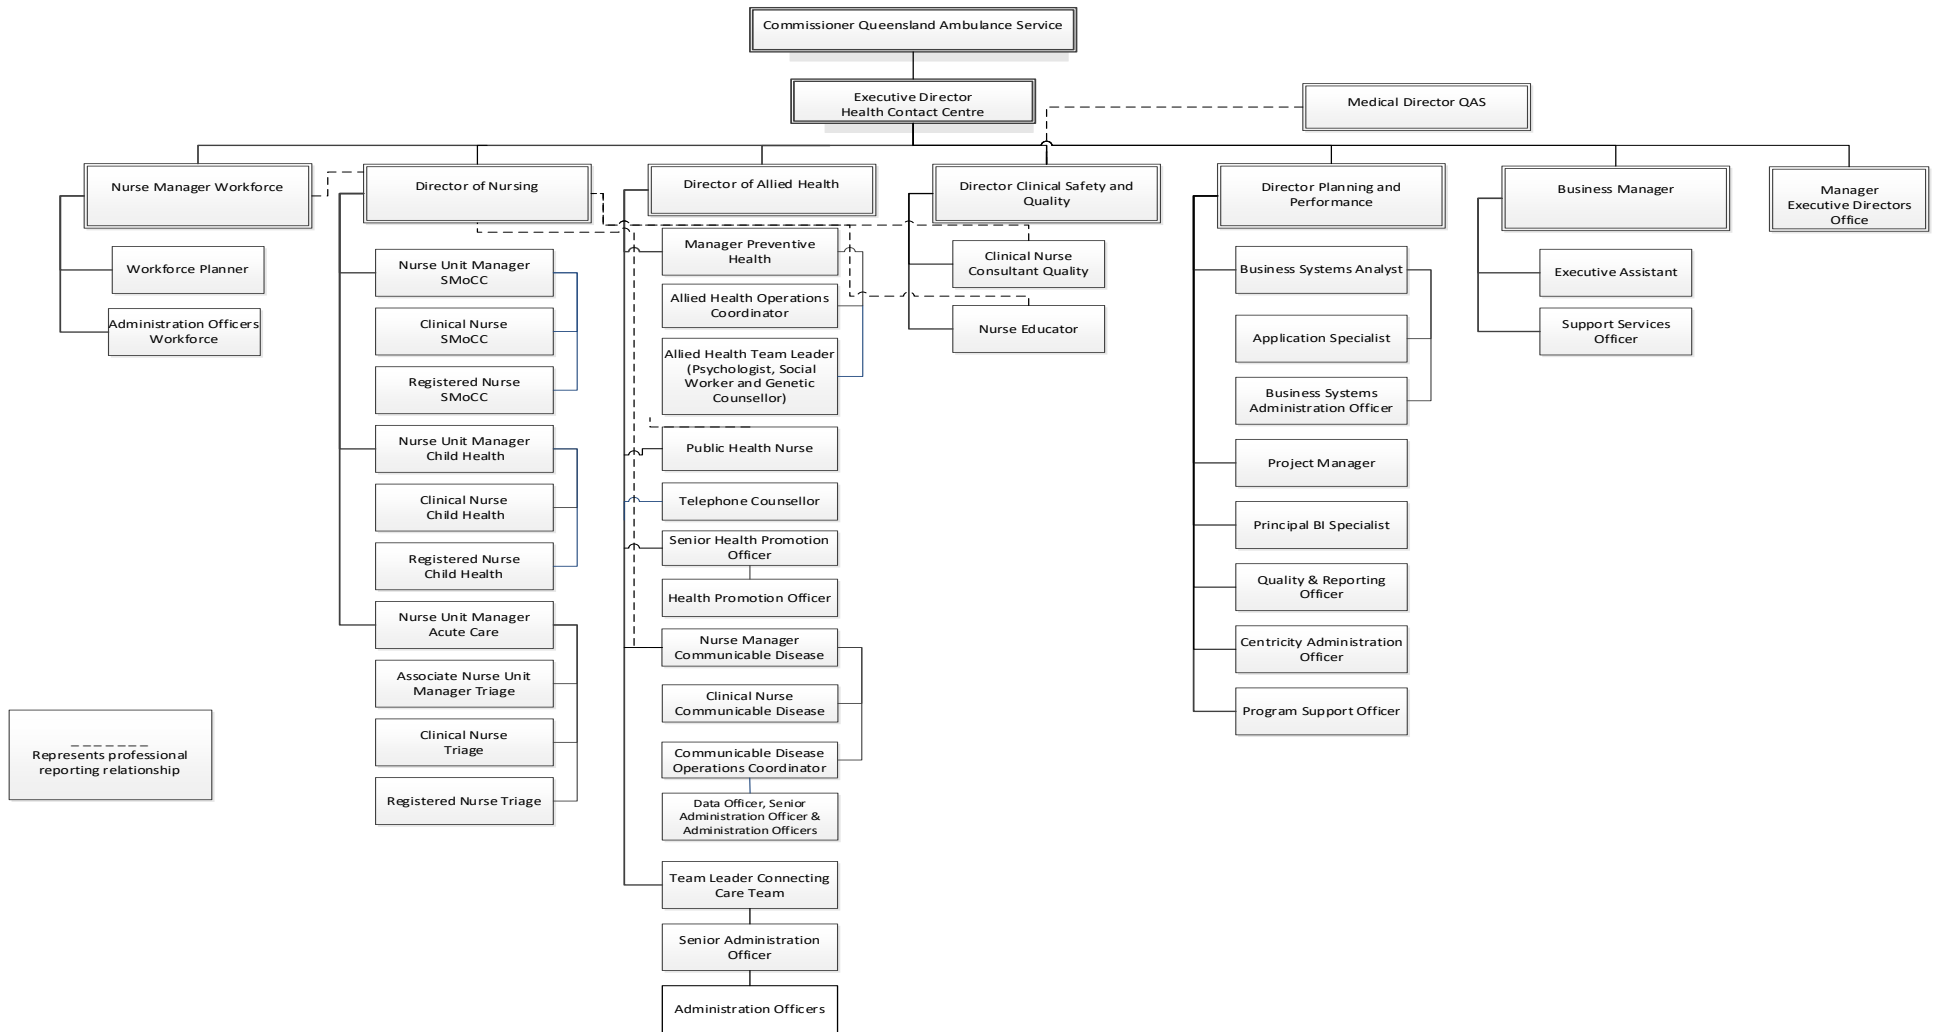 Commissioner Queensland Ambulance Service
Executive Director
Health Contact Centre
Medical Director QAS
Nurse Manager Workforce
Workforce Planner
Administration Officers
Workforce
Director of Nursing
Nurse Unit Manager
SMoCC
Clinical Nurse
SMoCC
Registered Nurse
SMoCC
Nurse Unit Manager
Child Health
Clinical Nurse
Child Health
Registered Nurse
Child Health
Nurse Unit Manager
Acute Care
Associate Nurse Unit
Manager Triage
Clinical Nurse
Triage
Registered Nurse Triage
Director of Allied Health
Manager Preventive
Health
Allied Health Operations
Coordinator
Allied Health Team Leader
(Psychologist, Social
Worker and Genetic
Counsellor)
Public Health Nurse
Telephone Counsellor
Senior Health Promotion
Officer
Health Promotion Officer
Nurse Manager
Communicable Disease
Clinical Nurse
Communicable Disease
Communicable Disease
Operations Coordinator
Data Officer, Senior
Administration Officer &
Administration Officers
Team Leader Connecting
Care Team
Senior Administration
Officer
Administration Officers
Director Clinical Safety and
Quality
Clinical Nurse
Consultant Quality
Nurse Educator
Director Planning and
Performance
Business Systems Analyst
Application Specialist
Business Systems
Administration Officer
Project Manager
Principal BI Specialist
Quality & Reporting
Officer
Centricity Administration
Officer
Program Support Officer
Business Manager
Executive Assistant
Support Services
Officer
Manager
Executive Directors
Office
Represents professional
reporting relationship